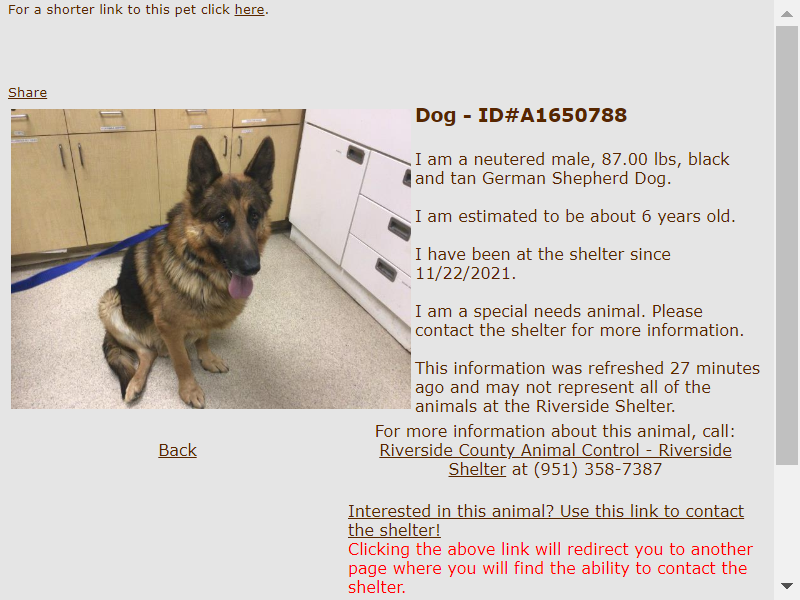 For a shorter link to this pet click here.
Share
Dog - ID#A1650788
I am a neutered male, 87.00 lbs, black
and tan German Shepherd Dog.
I am estimated to be about 6 years old.
I have been at the shelter since
11/22/2021.
I am a special needs animal. Please
contact the shelter for more information.
This information was refreshed 27 minutes
ago and may not represent all of the
animals at the Riverside Shelter.
For more information about this animal, call:
Riverside County Animal Control - Riverside
Shelter at (951) 358-7387
Back
Interested in this animal? Use this link to contact
the shelter!
Clicking the above link will redirect you to another
page where you will find the ability to contact the
shelter.